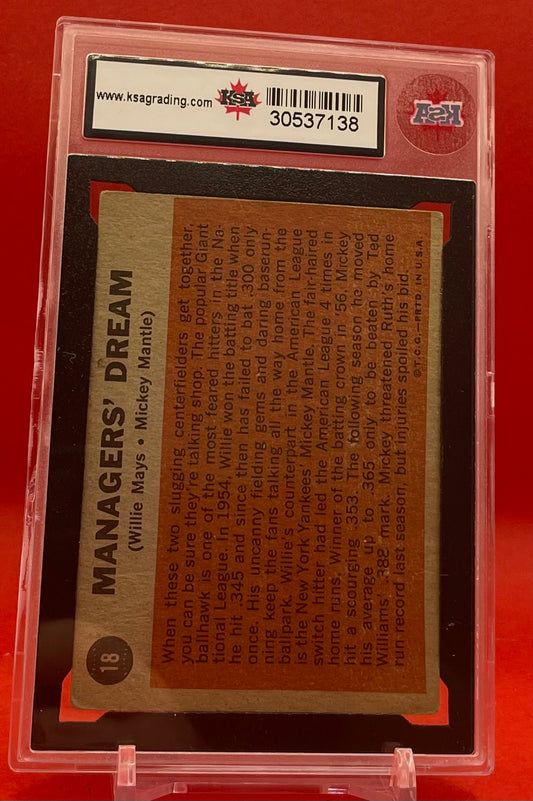 www.ksagrading.com
KSA
30537138
KSA
18
MANAGERS' DREAM
(Willie Mays • Mickey Mantle)
When these two slugging centerfielders get together,
you can be sure they're talking shop. The popular Giant
ballhawk is one of the most feared hitters in the Na-
tional League. In 1954, Willie won the batting title when
he hit .345 and since then has failed to bat .300 only
once. His uncanny fielding gems and daring baserun-
ning keep the fans talking all the way home from the
ballpark. Willie's counterpart in the American League
is the New York Yankees Mickey Mantle. The fair-haired
switch hitter had led the American League 4 times in
home runs. Winner of the batting crown in '56, Mickey
hit a scourging .353. The following season he moved
his average up to .365 only to be beaten by Ted
Williams' .382 mark. Mickey threatened Ruth's home
run record last season, but injuries spoiled his bid.
© T.C.G.—PRTD. IN U.S.A.